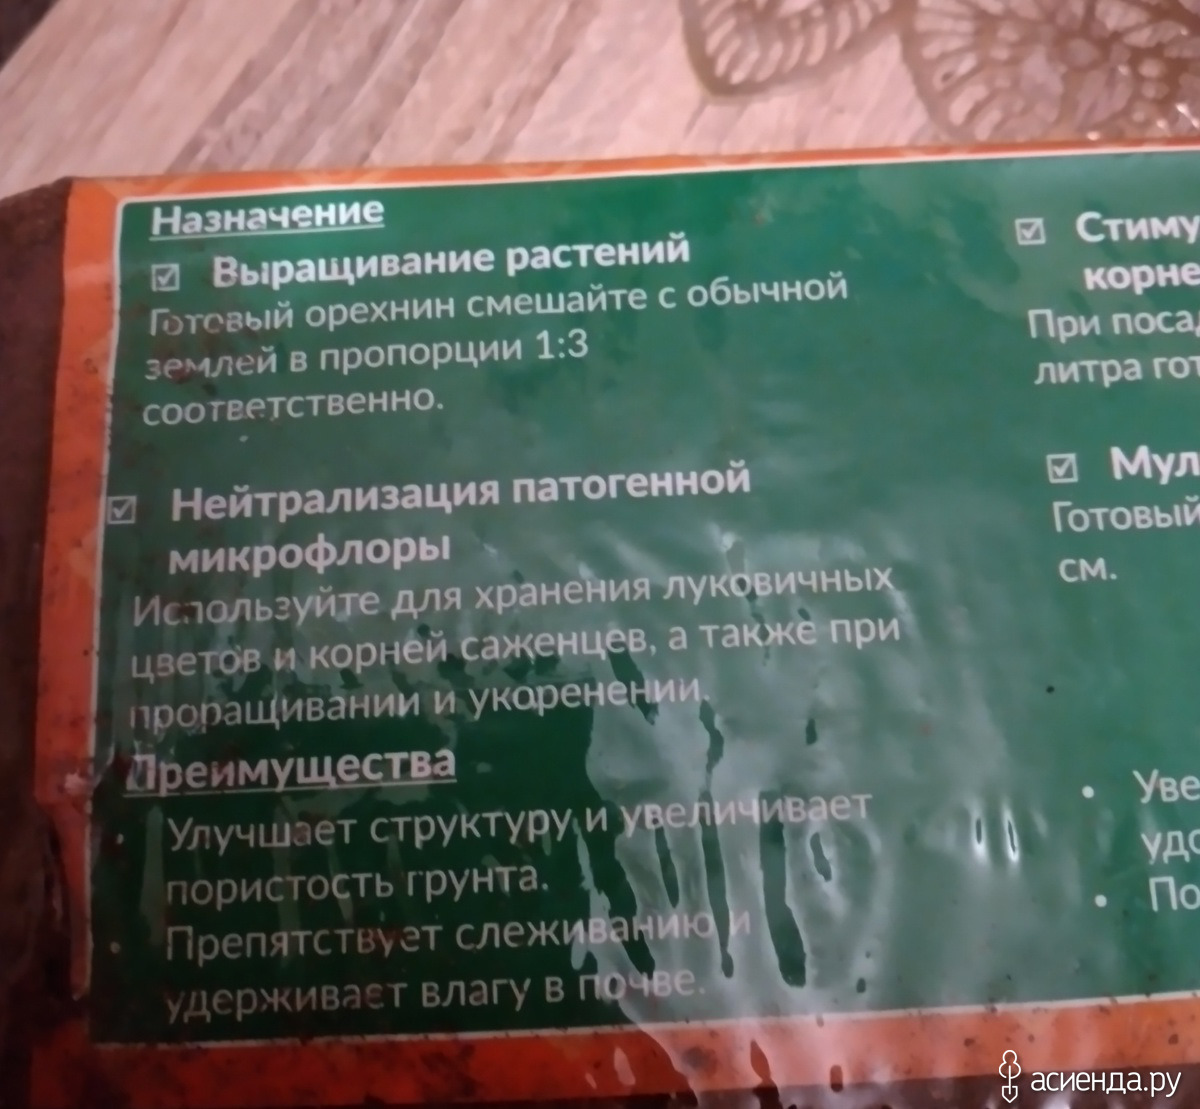 Назначение
☑ Выращивание растений
Готовый орехнин смешайте с обычной
землей в пропорции 1:3
соответственно.
☑ Нейтрализация патогенной
микрофлоры
Используйте для хранения луковичных
цветов и корней саженцев, а также при
проращивании и укоренении.
Преимущества
• Улучшает структуру и увеличивает
пористость грунта.
• Препятствует слеживанию и
удерживает влагу в почве.
☑ Стиму
корне
При поса
литра гот
☑ Мул
Готовый
см.
• Уве
удо
• По
асиенда.ру